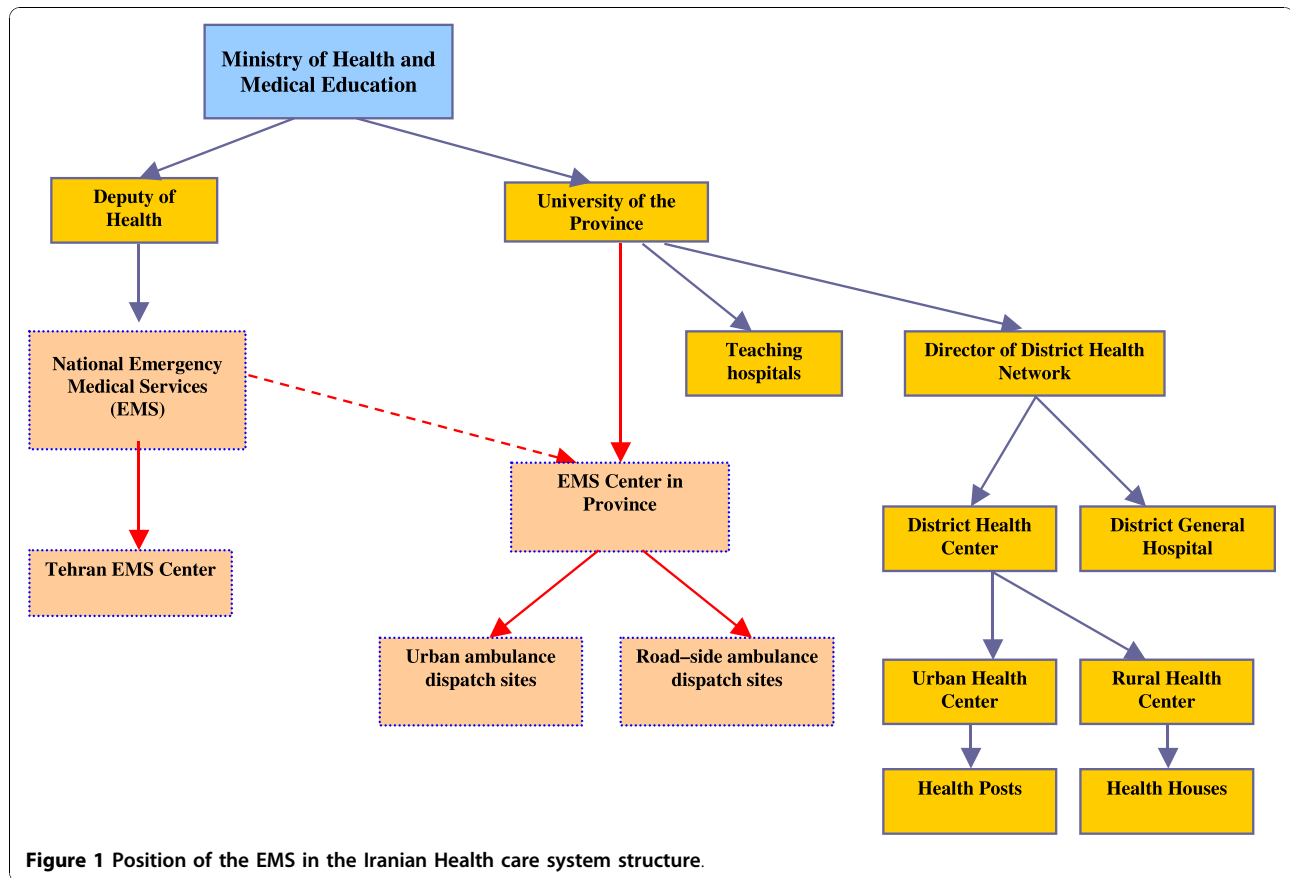 Ministry of Health and
Medical Education
Deputy of
Health
University of the
Province
National Emergency
Medical Services
(EMS)
Teaching
hospitals
Director of District Health
Network
EMS Center in
Province
District Health
Center
District General
Hospital
Tehran EMS Center
Urban ambulance
dispatch sites
Road–side ambulance
dispatch sites
Urban Health
Center
Rural Health
Center
Health Posts
Health Houses
Figure 1 Position of the EMS in the Iranian Health care system structure.